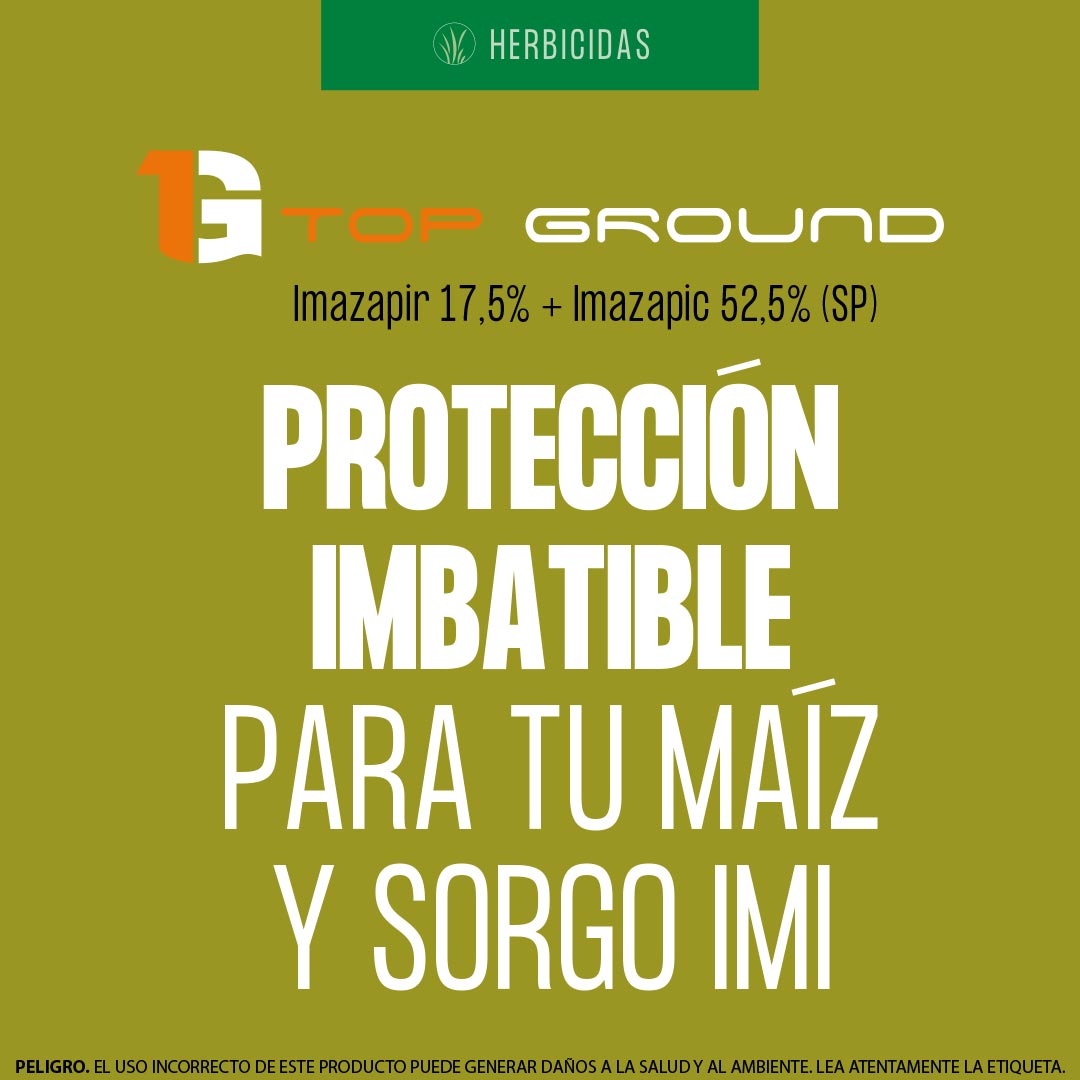 HERBICIDAS
1G TOP GROUND
Imazapir 17,5% + Imazapic 52,5% (SP)
PROTECCIÓN
IMBATIBLE
PARA TU MAÍZ
Y SORGO IMI
PELIGRO. EL USO INCORRECTO DE ESTE PRODUCTO PUEDE GENERAR DAÑOS A LA SALUD Y AL AMBIENTE. LEA ATENTAMENTE LA ETIQUETA.